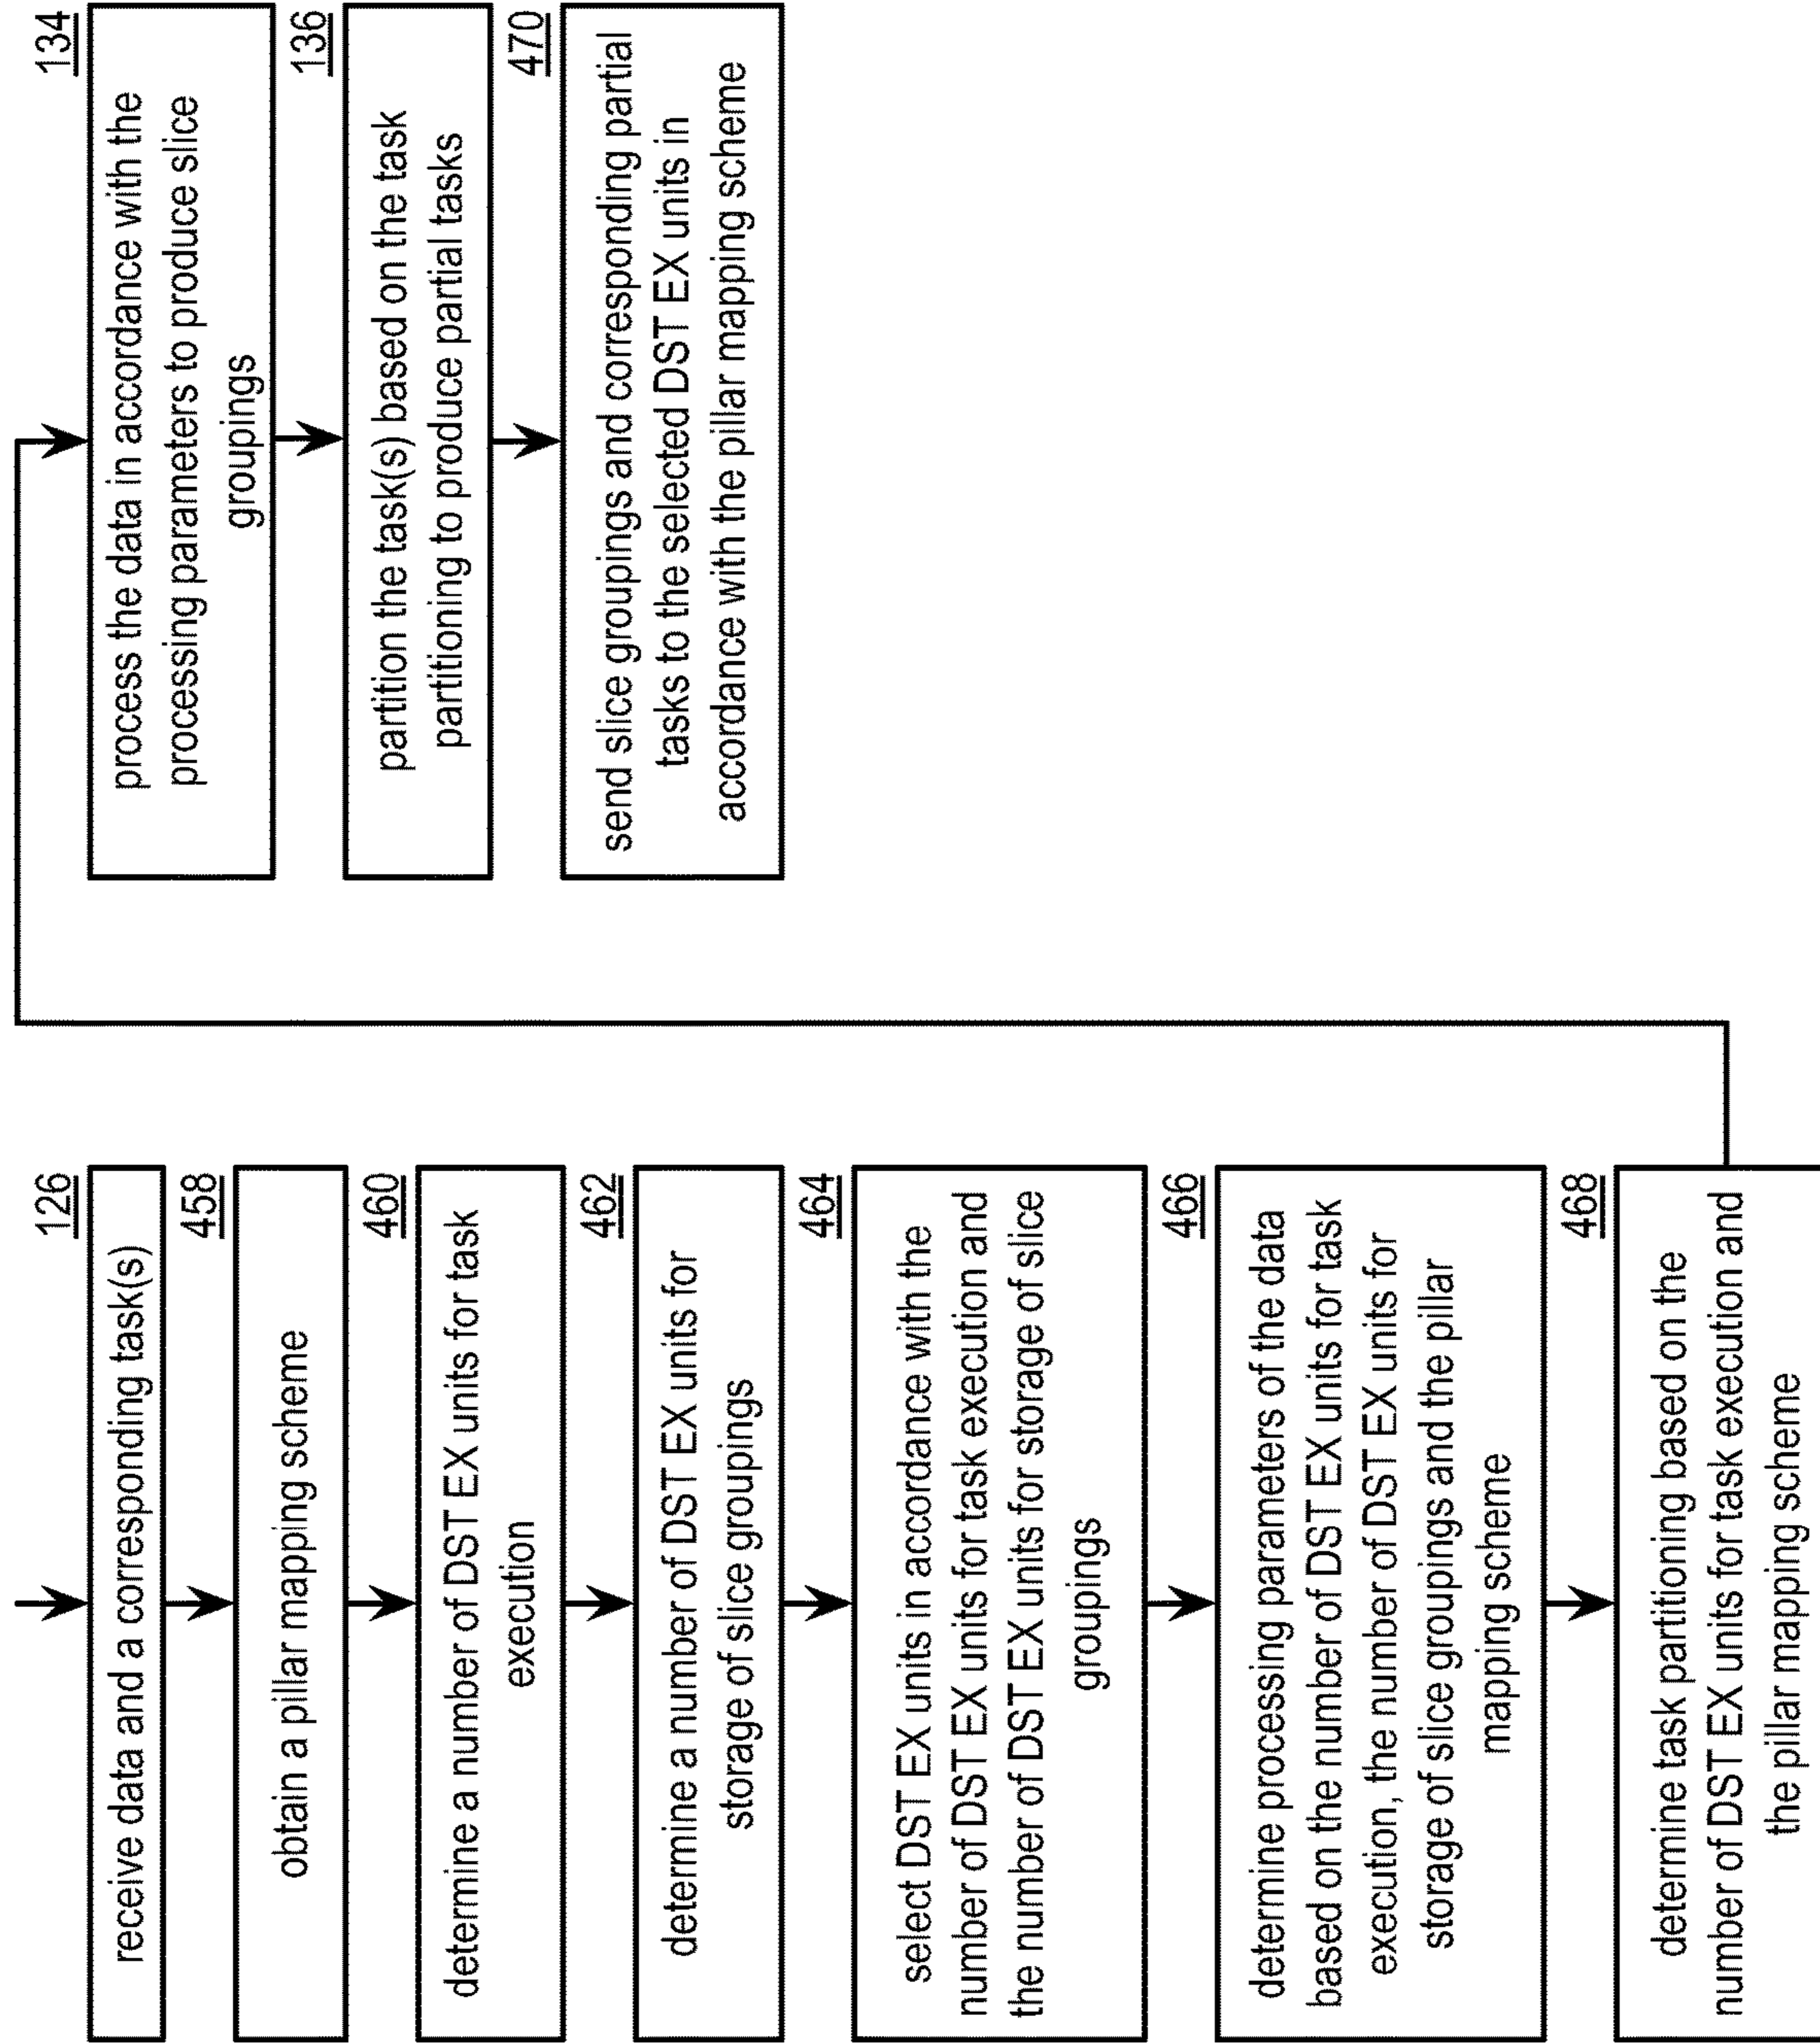 126
receive data and a corresponding task(s)
458
obtain a pillar mapping scheme
460
determine a number of DST EX units for task
execution
462
determine a number of DST EX units for
storage of slice groupings
464
select DST EX units in accordance with the
number of DST EX units for task execution and
the number of DST EX units for storage of slice
groupings
466
determine processing parameters of the data
based on the number of DST EX units for task
execution, the number of DST EX units for
storage of slice groupings and the pillar
mapping scheme
468
determine task partitioning based on the
number of DST EX units for task execution and
the pillar mapping scheme
134
process the data in accordance with the
processing parameters to produce slice
groupings
136
partition the task(s) based on the task
partitioning to produce partial tasks
470
send slice groupings and corresponding partial
tasks to the selected DST EX units in
accordance with the pillar mapping scheme